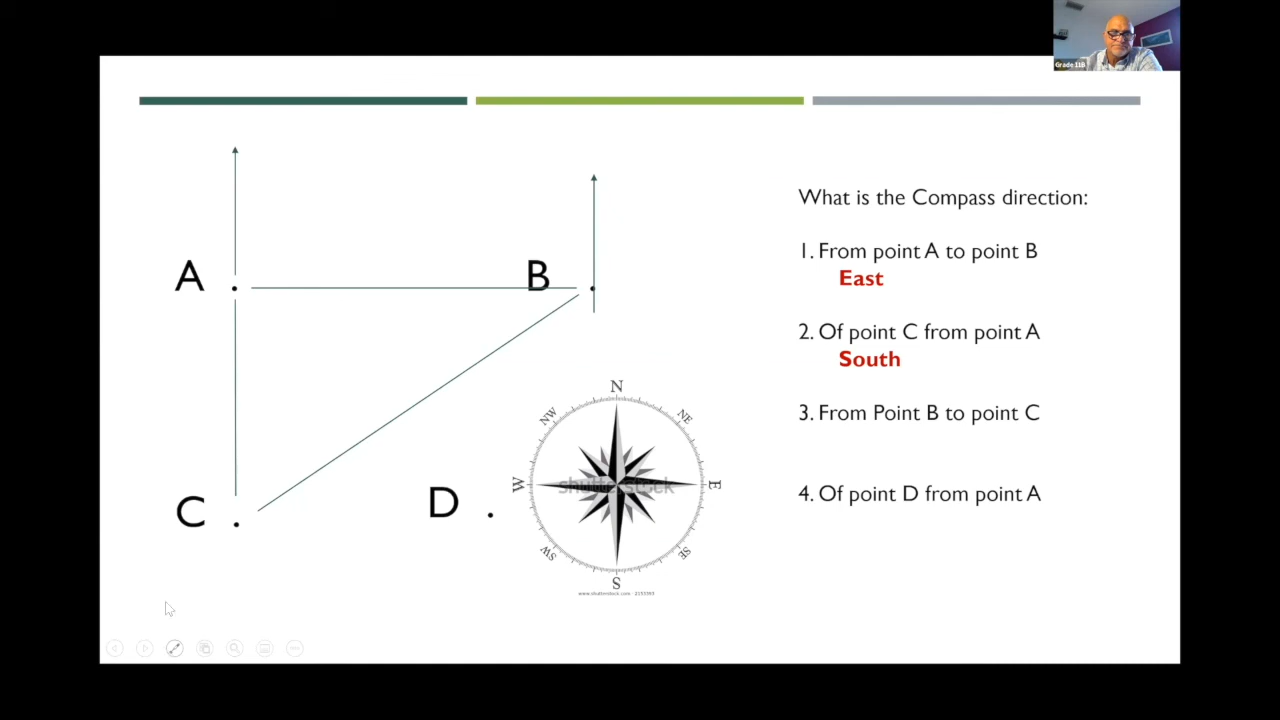 Grade 11B
What is the Compass direction:
1. From point A to point B
East
2. Of point C from point A
South
3. From Point B to point C
4. Of point D from point A
A .
B .
C .
D .
N
NW
NE
W
E
shutterstock
SW
SE
S